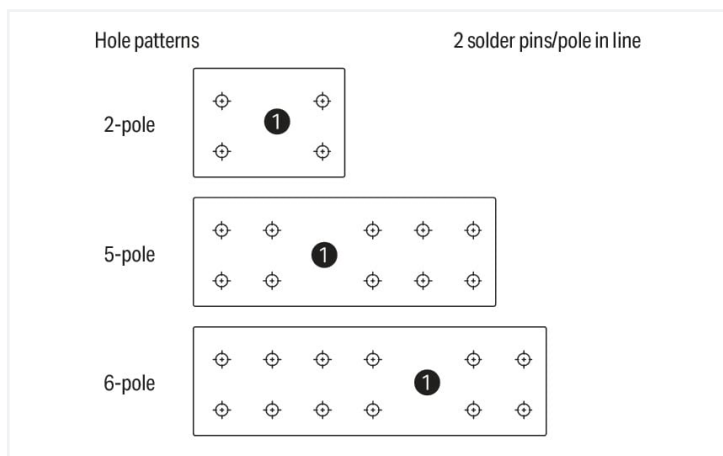 Hole patterns 2 solder pins/pole in line
2-pole 1
5-pole 1
6-pole 1